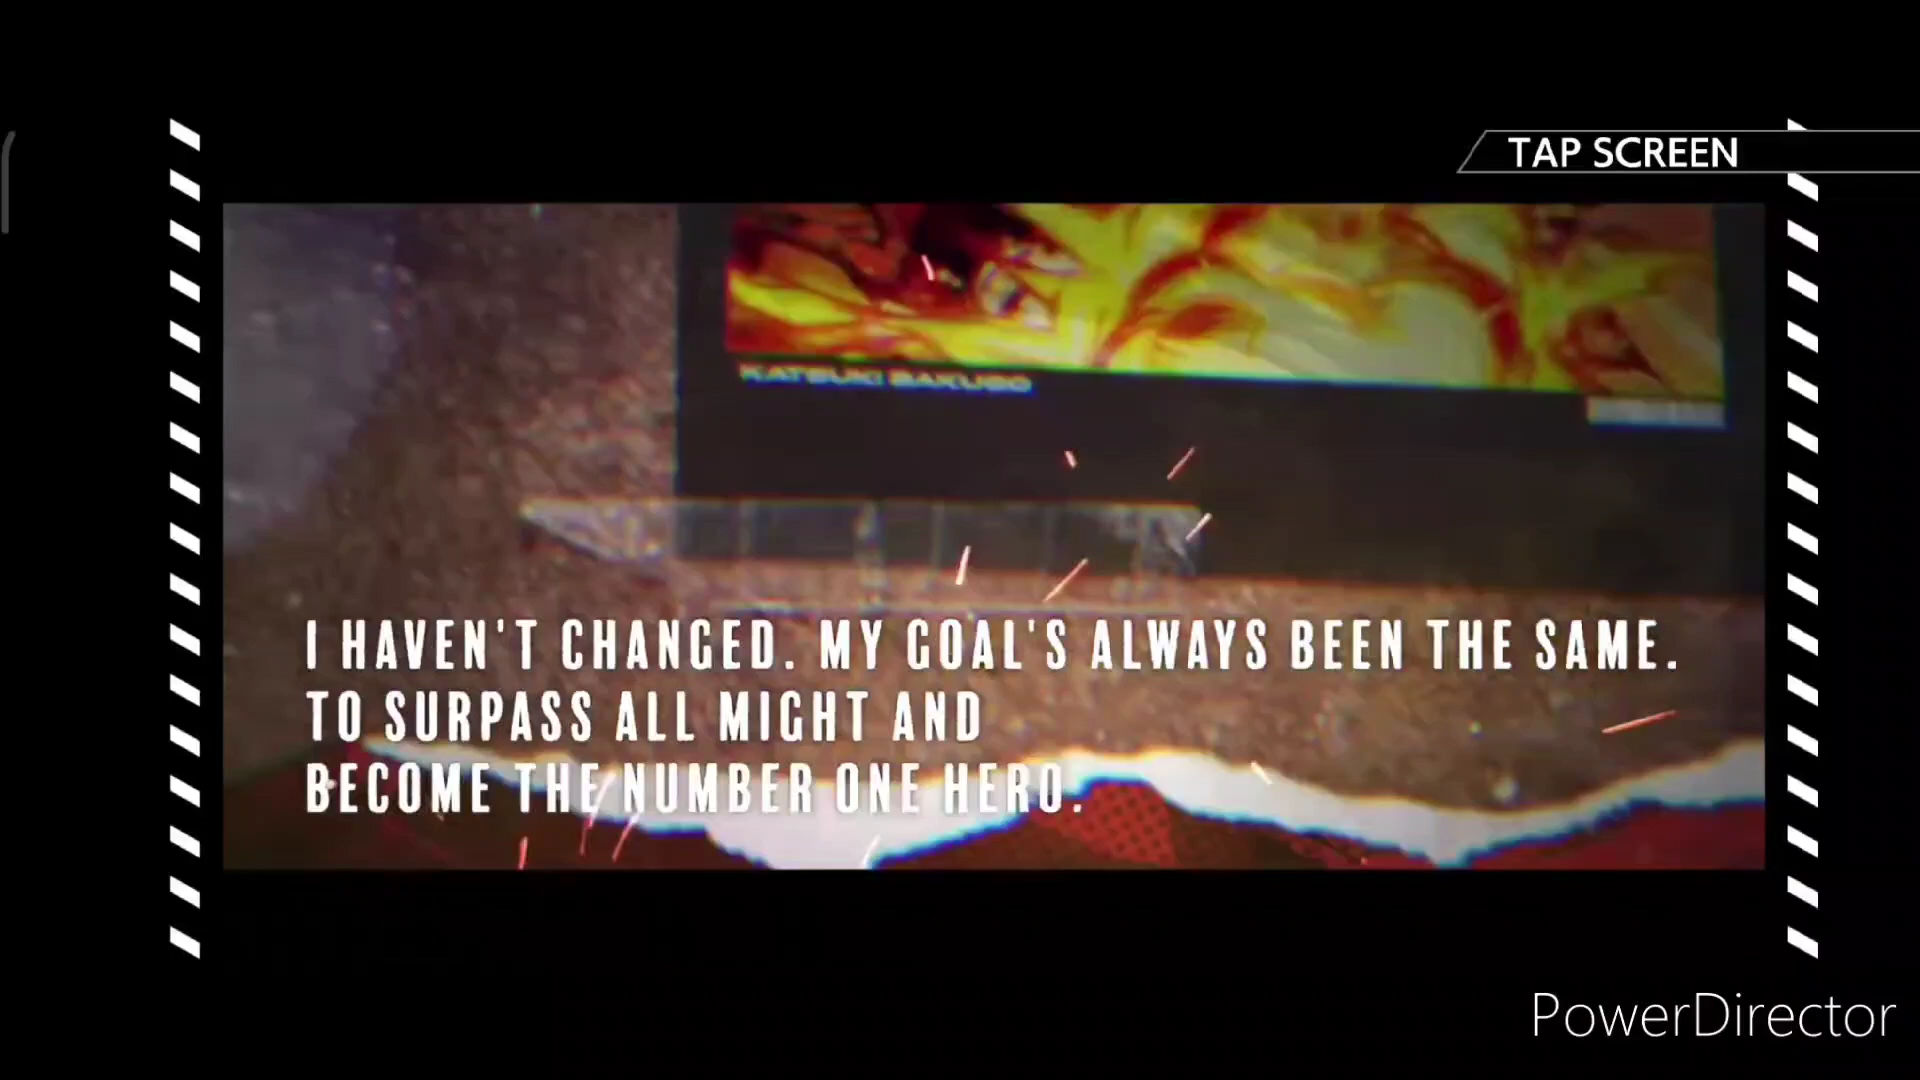 TAP SCREEN
KATSUKI BAKUGO
I HAVEN'T CHANGED. MY GOAL'S ALWAYS BEEN THE SAME.
TO SURPASS ALL MIGHT AND
BECOME THE NUMBER ONE HERO.
PowerDirector